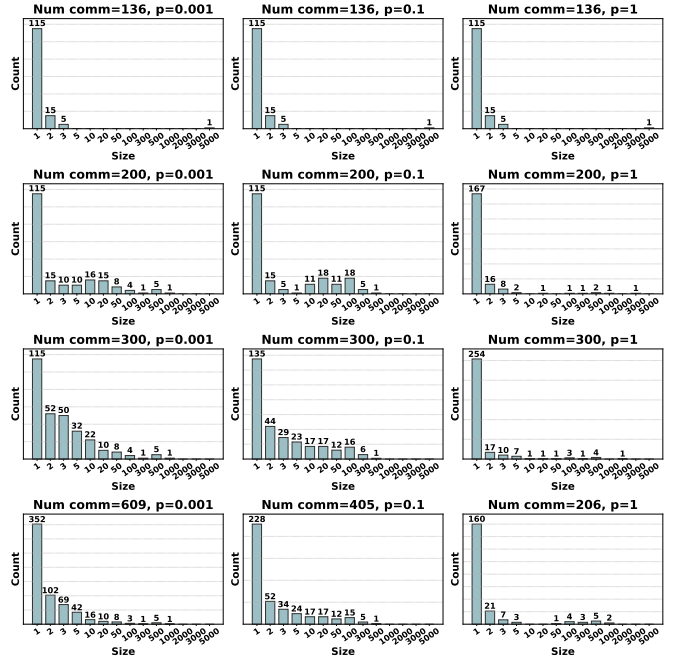 Num comm=136, p=0.001
Count
115
15
5
1
1 2 3 5 10 20 50 100 300 500 1000 2000 3000 5000
Size
Num comm=136, p=0.1
Count
115
15
5
1
1 2 3 5 10 20 50 100 300 500 1000 2000 3000 5000
Size
Num comm=136, p=1
Count
115
15
5
1
1 2 3 5 10 20 50 100 300 500 1000 2000 3000 5000
Size
Num comm=200, p=0.001
Count
115
15 10 10 16 15 8 4 1 5 1
1 2 3 5 10 20 50 100 300 500 1000 2000 3000 5000
Size
Num comm=200, p=0.1
Count
115
15 5 1 11 18 11 18 5 1
1 2 3 5 10 20 50 100 300 500 1000 2000 3000 5000
Size
Num comm=200, p=1
Count
167
16 8 2 1 1 1 2 1 1
1 2 3 5 10 20 50 100 300 500 1000 2000 3000 5000
Size
Num comm=300, p=0.001
Count
115
52 50 32 22 10 8 4 1 5 1
1 2 3 5 10 20 50 100 300 500 1000 2000 3000 5000
Size
Num comm=300, p=0.1
Count
135
44 29 23 17 17 12 16 6 1
1 2 3 5 10 20 50 100 300 500 1000 2000 3000 5000
Size
Num comm=300, p=1
Count
254
17 10 7 1 1 1 3 1 4 1
1 2 3 5 10 20 50 100 300 500 1000 2000 3000 5000
Size
Num comm=609, p=0.001
Count
352
102 69 42 16 10 8 3 1 5 1
1 2 3 5 10 20 50 100 300 500 1000 2000 3000 5000
Size
Num comm=405, p=0.1
Count
228
52 34 24 17 17 12 15 5 1
1 2 3 5 10 20 50 100 300 500 1000 2000 3000 5000
Size
Num comm=206, p=1
Count
160
21 7 3 1 4 3 5 2
1 2 3 5 10 20 50 100 300 500 1000 2000 3000 5000
Size